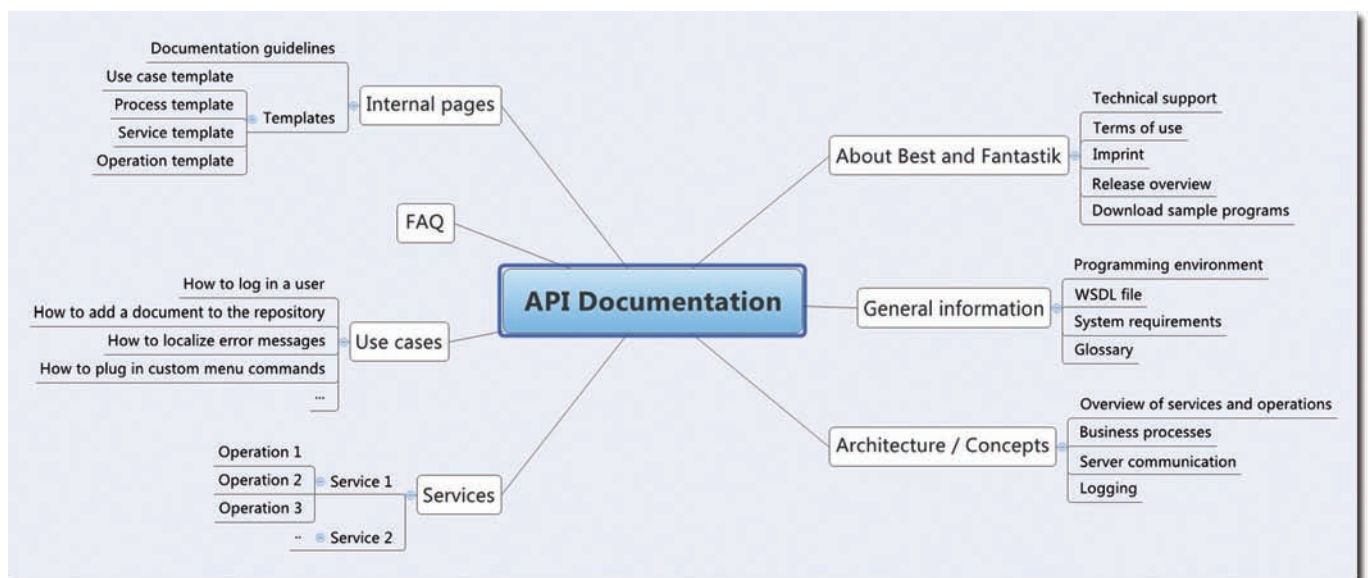 Documentation guidelines
Use case template
Process template
Service template
Operation template
Templates
Internal pages
FAQ
How to log in a user
How to add a document to the repository
How to localize error messages
How to plug in custom menu commands
...
Use cases
Operation 1
Operation 2
Operation 3
Service 1
..
Service 2
Services
API Documentation
About Best and Fantastik
Technical support
Terms of use
Imprint
Release overview
Download sample programs
General information
Programming environment
WSDL file
System requirements
Glossary
Architecture / Concepts
Overview of services and operations
Business processes
Server communication
Logging